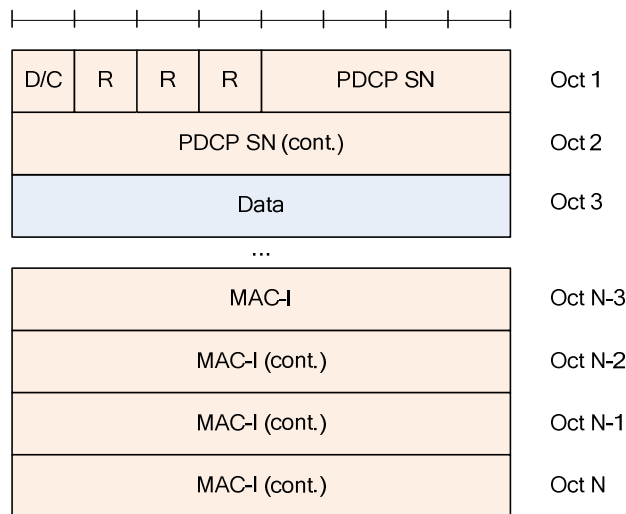 D/C R R R PDCP SN Oct 1
PDCP SN (cont.) Oct 2
Data Oct 3
...
MAC-I Oct N-3
MAC-I (cont.) Oct N-2
MAC-I (cont.) Oct N-1
MAC-I (cont.) Oct N